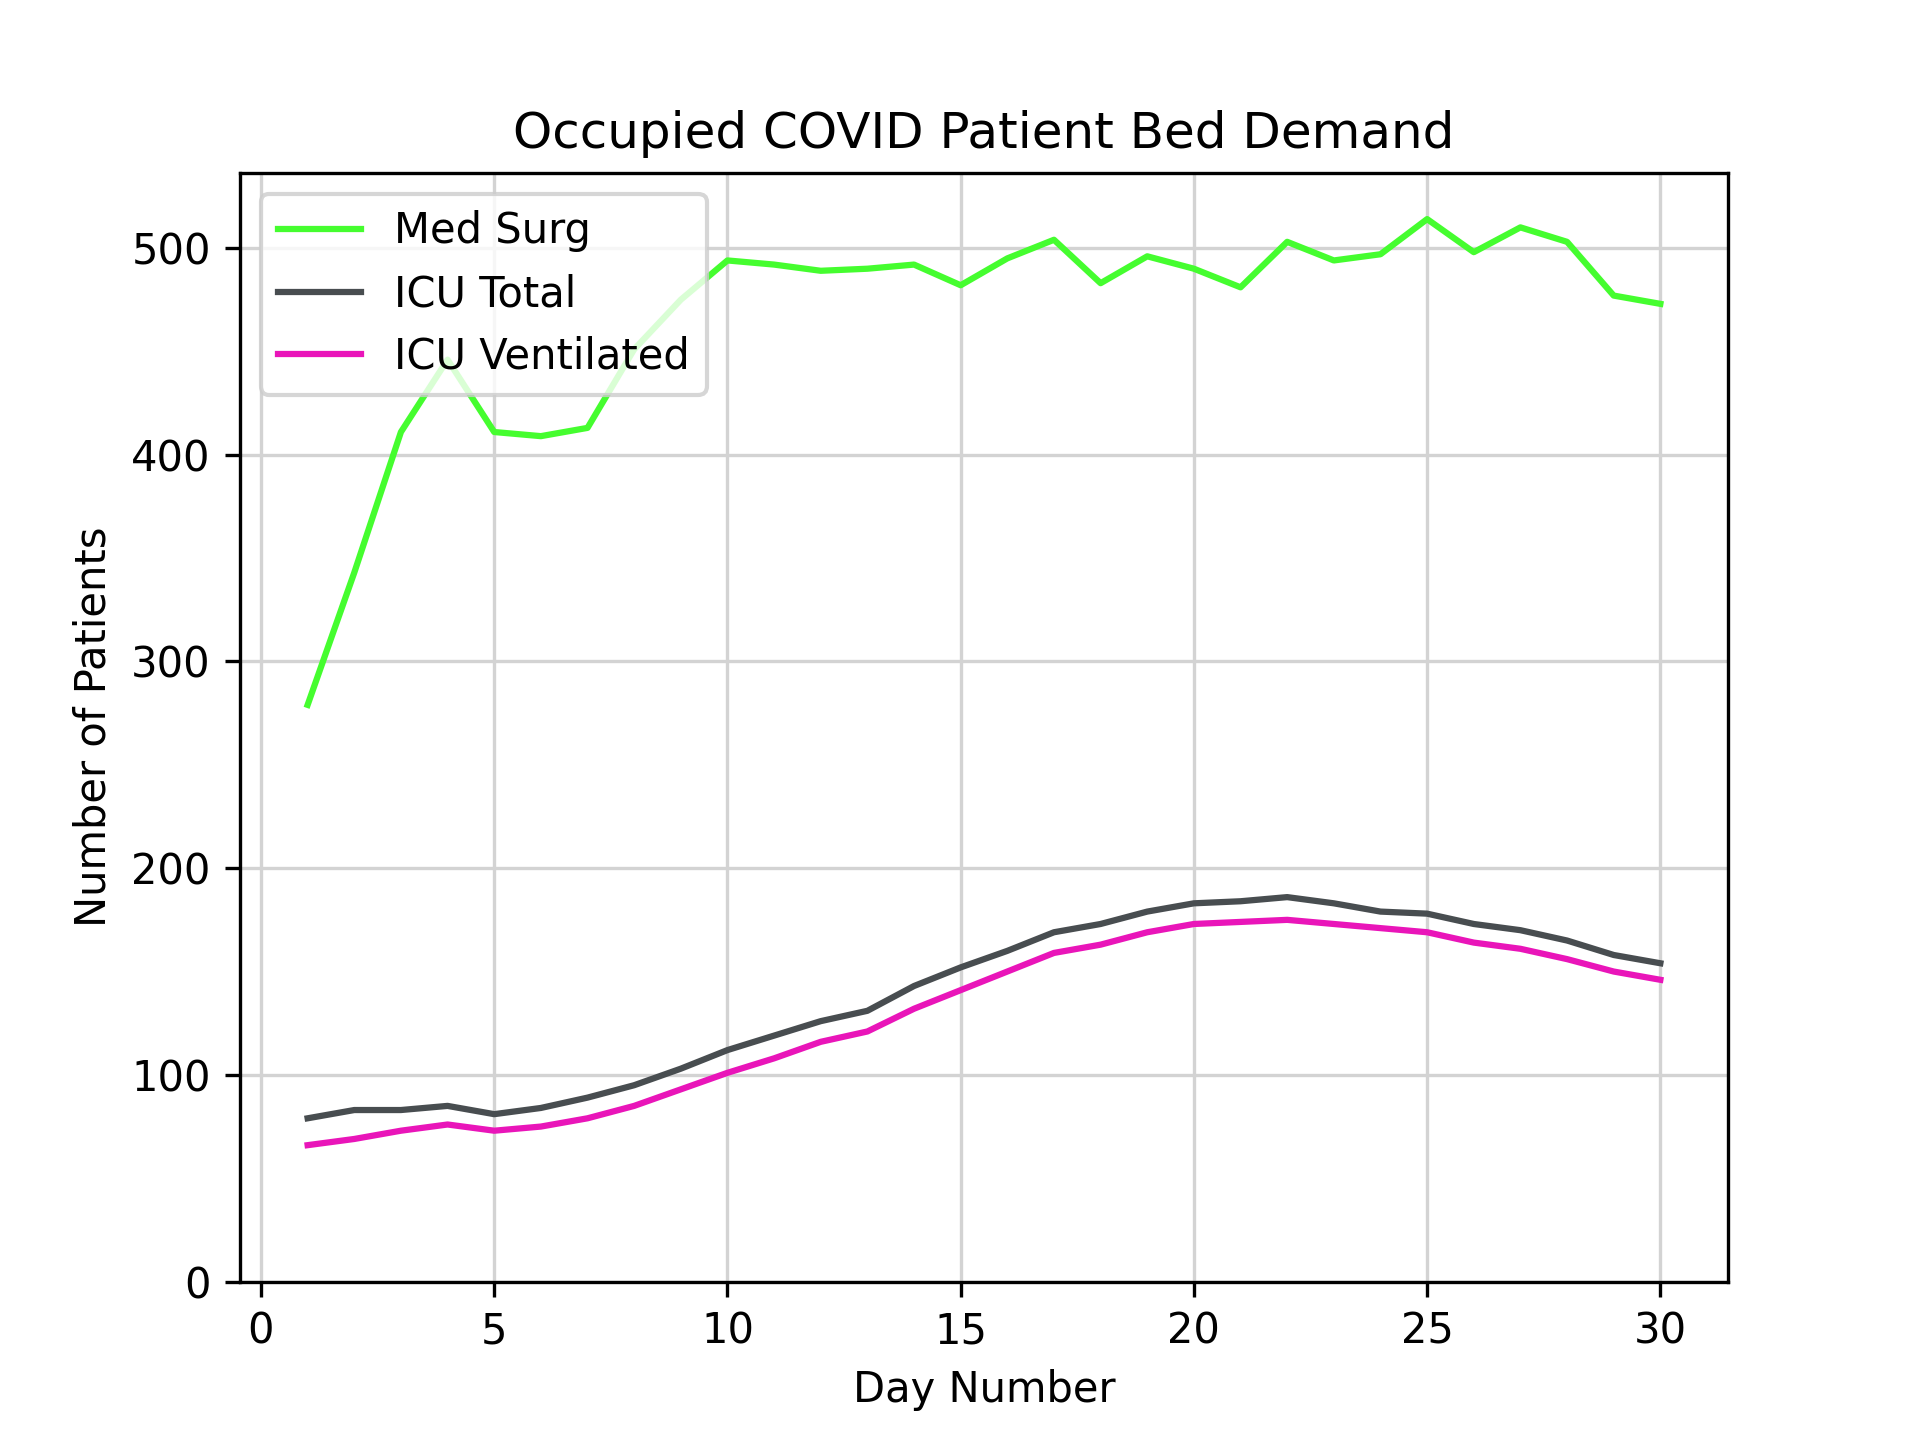 Occupied COVID Patient Bed Demand
Med Surg
ICU Total
ICU Ventilated
500
400
300
200
100
0
Number of Patients
0 5 10 15 20 25 30
Day Number